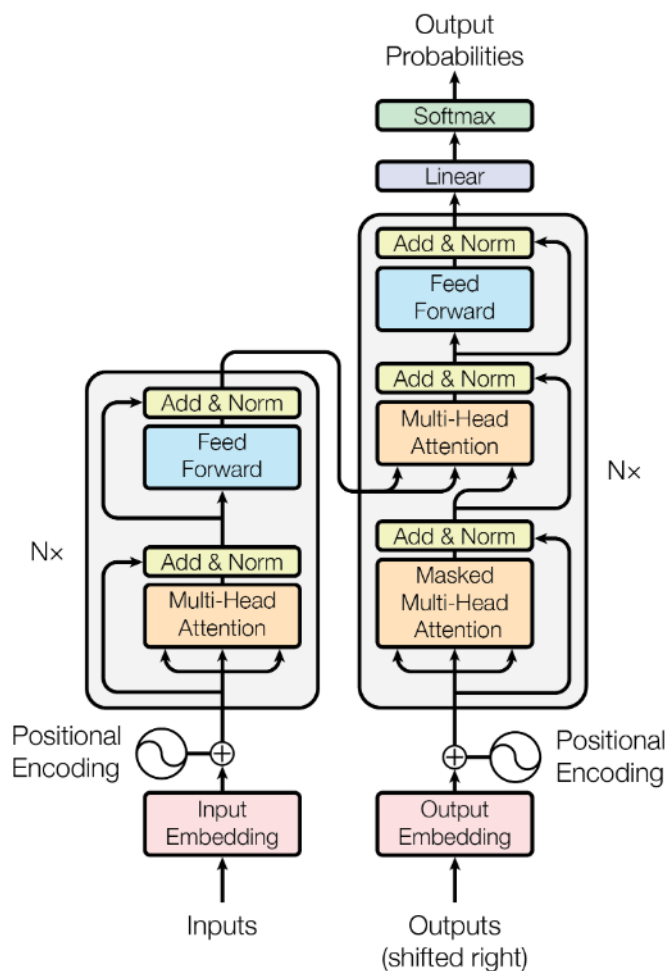 Output
Probabilities
Softmax
Linear
Add & Norm
Feed
Forward
Add & Norm
Multi-Head
Attention
Nx
Add & Norm
Masked
Multi-Head
Attention
Add & Norm
Feed
Forward
Nx
Add & Norm
Multi-Head
Attention
Positional
Encoding
Positional
Encoding
Input
Embedding
Output
Embedding
Inputs
Outputs
(shifted right)